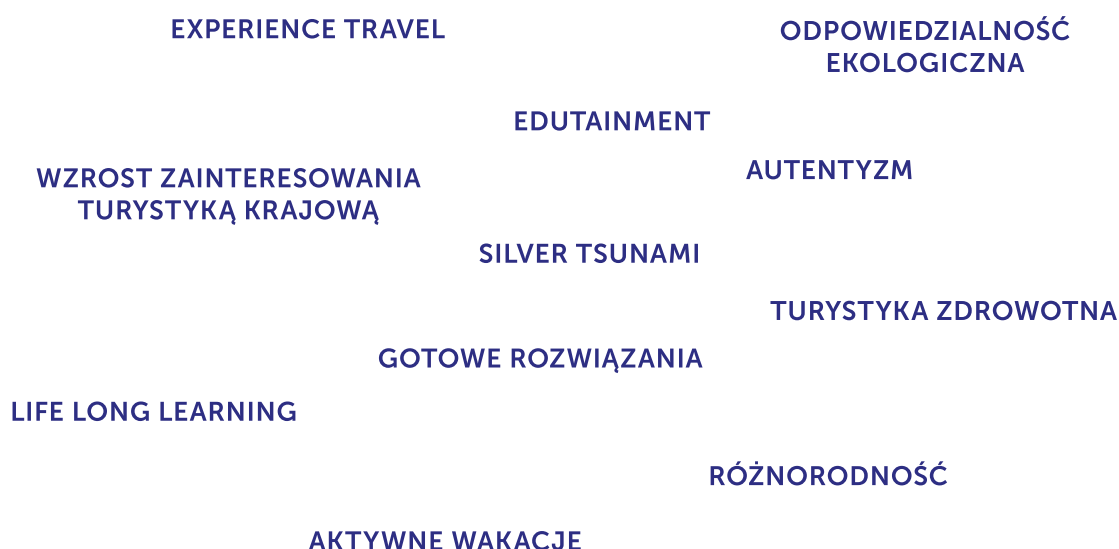 EXPERIENCE TRAVEL
ODPOWIEDZIALNOŚĆ
EKOLOGICZNA
EDUTAINMENT
AUTENTYZM
WZROST ZAINTERESOWANIA
TURYSTYKĄ KRAJOWĄ
SILVER TSUNAMI
TURYSTYKA ZDROWOTNA
GOTOWE ROZWIĄZANIA
LIFE LONG LEARNING
RÓŻNORODNOŚĆ
AKTYWNE WAKACJE